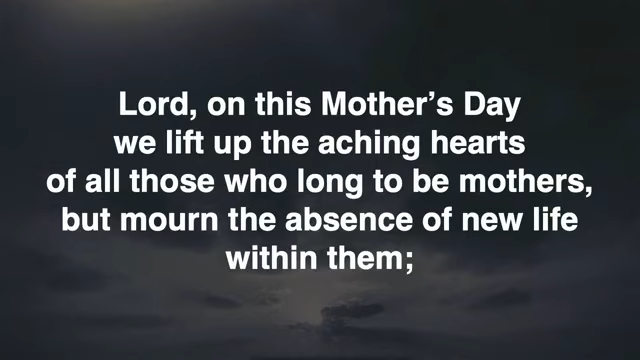 Lord, on this Mother’s Day
we lift up the aching hearts
of all those who long to be mothers,
but mourn the absence of new life
within them;